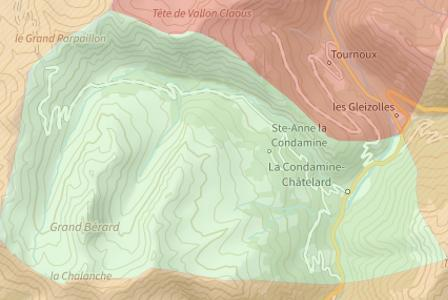 Tête de Vallon Claous
le Grand Parpaillon
Tournoux
les Gleizolles
Ste-Anne la
Condamine
La Condamine-
Châtelard
Grand Bérard
la Chalanche